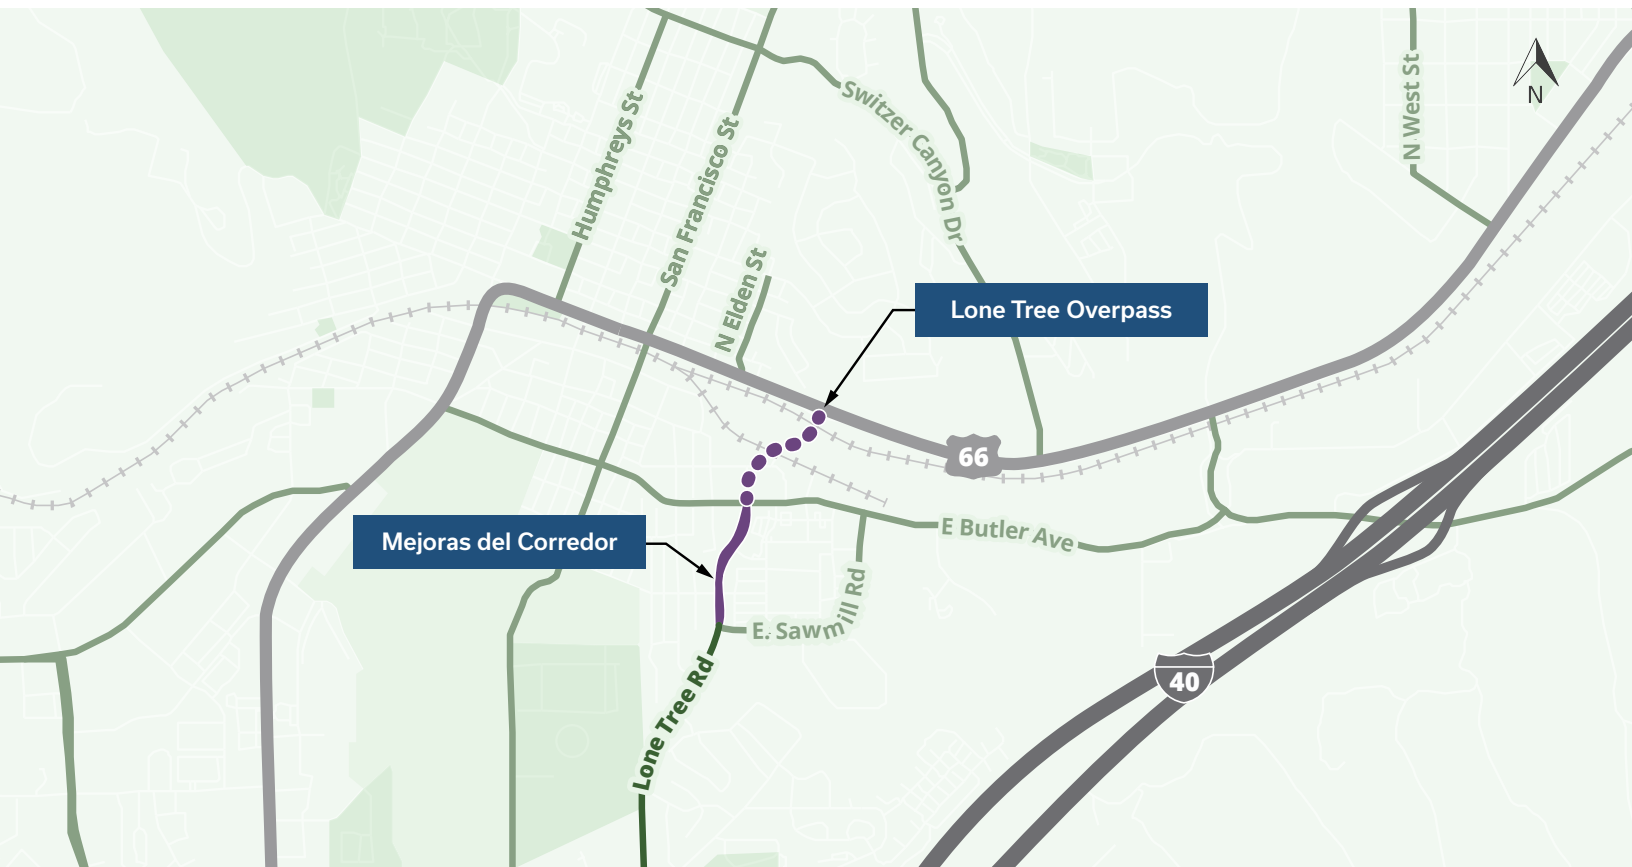 N West St
N
Switzer Canyon Dr
Humphreys St
San Francisco St
N Elden St
Lone Tree Overpass
66
Mejoras del Corredor
E Butler Ave
E. Sawmill Rd
40
Lone Tree Rd